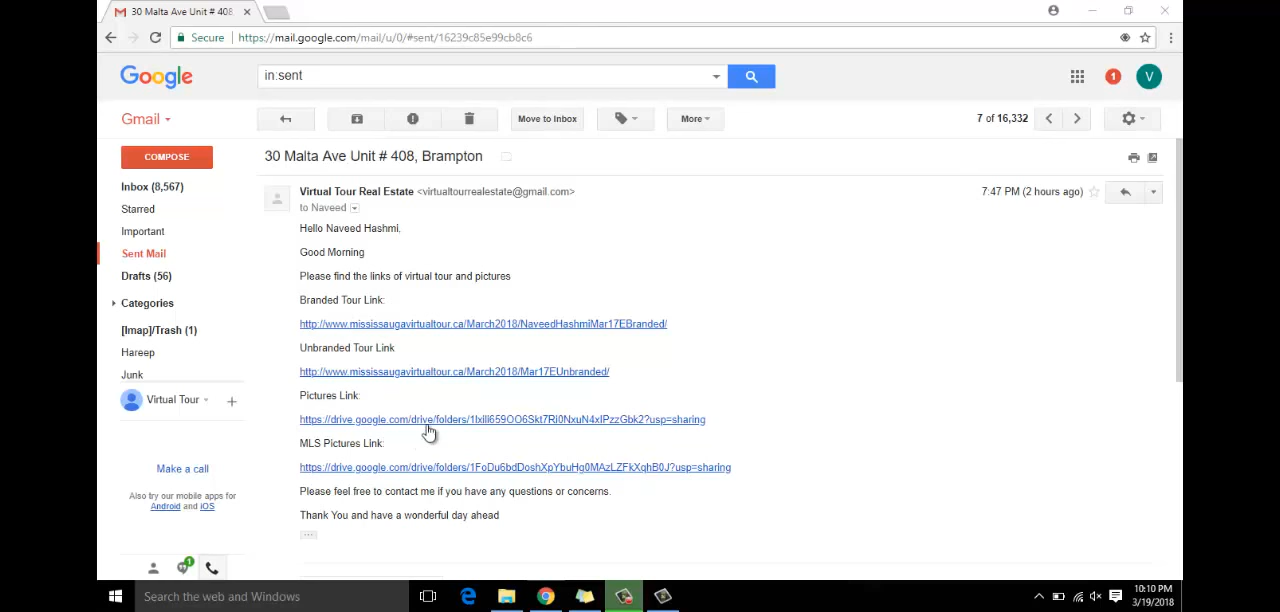 30 Malta Ave Unit # 408,
Secure
https://mail.google.com/mail/u/0/#sent/16239c85e99cb8c6
Google
in:sent
1
V
Gmail
Move to Inbox
More
7 of 16,332
COMPOSE
30 Malta Ave Unit # 408, Brampton
Inbox (8,567)
Starred
Important
Sent Mail
Drafts (56)
Categories
[Imap]/Trash (1)
Hareep
Junk
Virtual Tour
Make a call
Also try our mobile apps for
Android and iOS
1
Virtual Tour Real Estate <virtualtourrealestate@gmail.com>
7:47 PM (2 hours ago)
to Naveed
Hello Naveed Hashmi,
Good Morning
Please find the links of virtual tour and pictures
Branded Tour Link:
http://www.mississaugavirtualtour.ca/March2018/NaveedHashmiMar17EBranded/
Unbranded Tour Link
http://www.mississaugavirtualtour.ca/March2018/Mar17EUnbranded/
Pictures Link:
MLS Pictures Link:
Please feel free to contact me if you have any questions or concerns.
Thank You and have a wonderful day ahead
Search the web and Windows
10:10 PM
3/19/2018